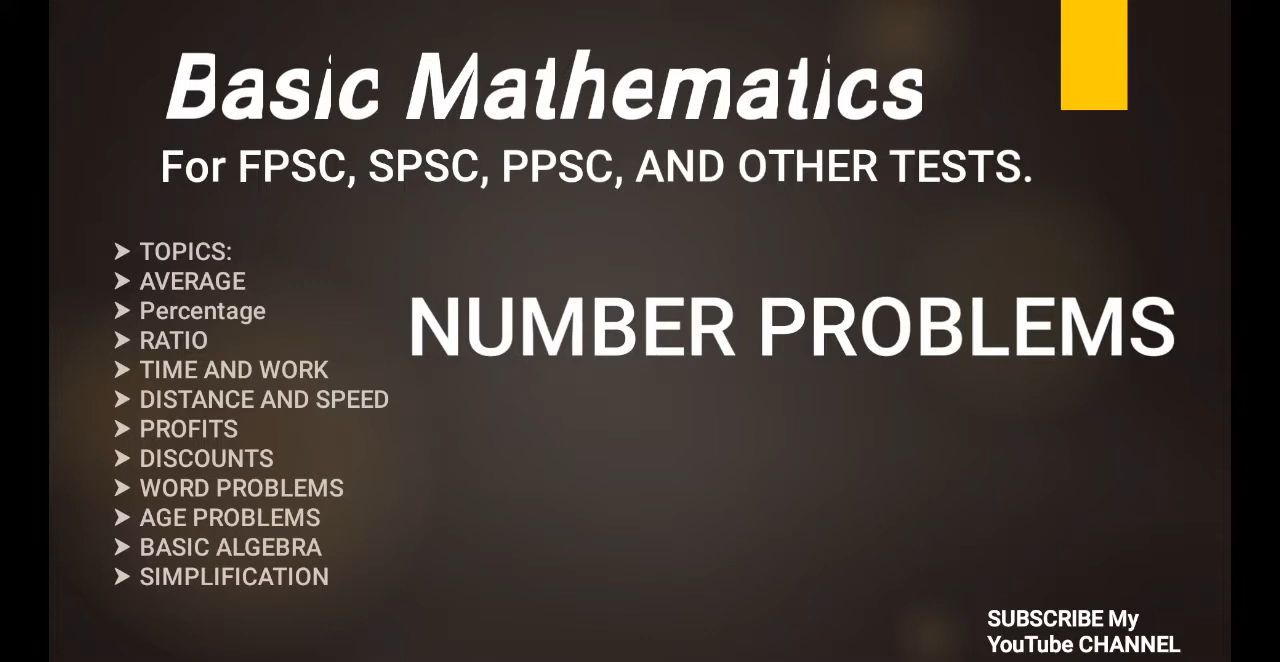 Basic Mathematics
For FPSC, SPSC, PPSC, AND OTHER TESTS.
TOPICS:
AVERAGE
Percentage
RATIO
TIME AND WORK
DISTANCE AND SPEED
PROFITS
DISCOUNTS
WORD PROBLEMS
AGE PROBLEMS
BASIC ALGEBRA
SIMPLIFICATION
NUMBER PROBLEMS
SUBSCRIBE My
YouTube CHANNEL